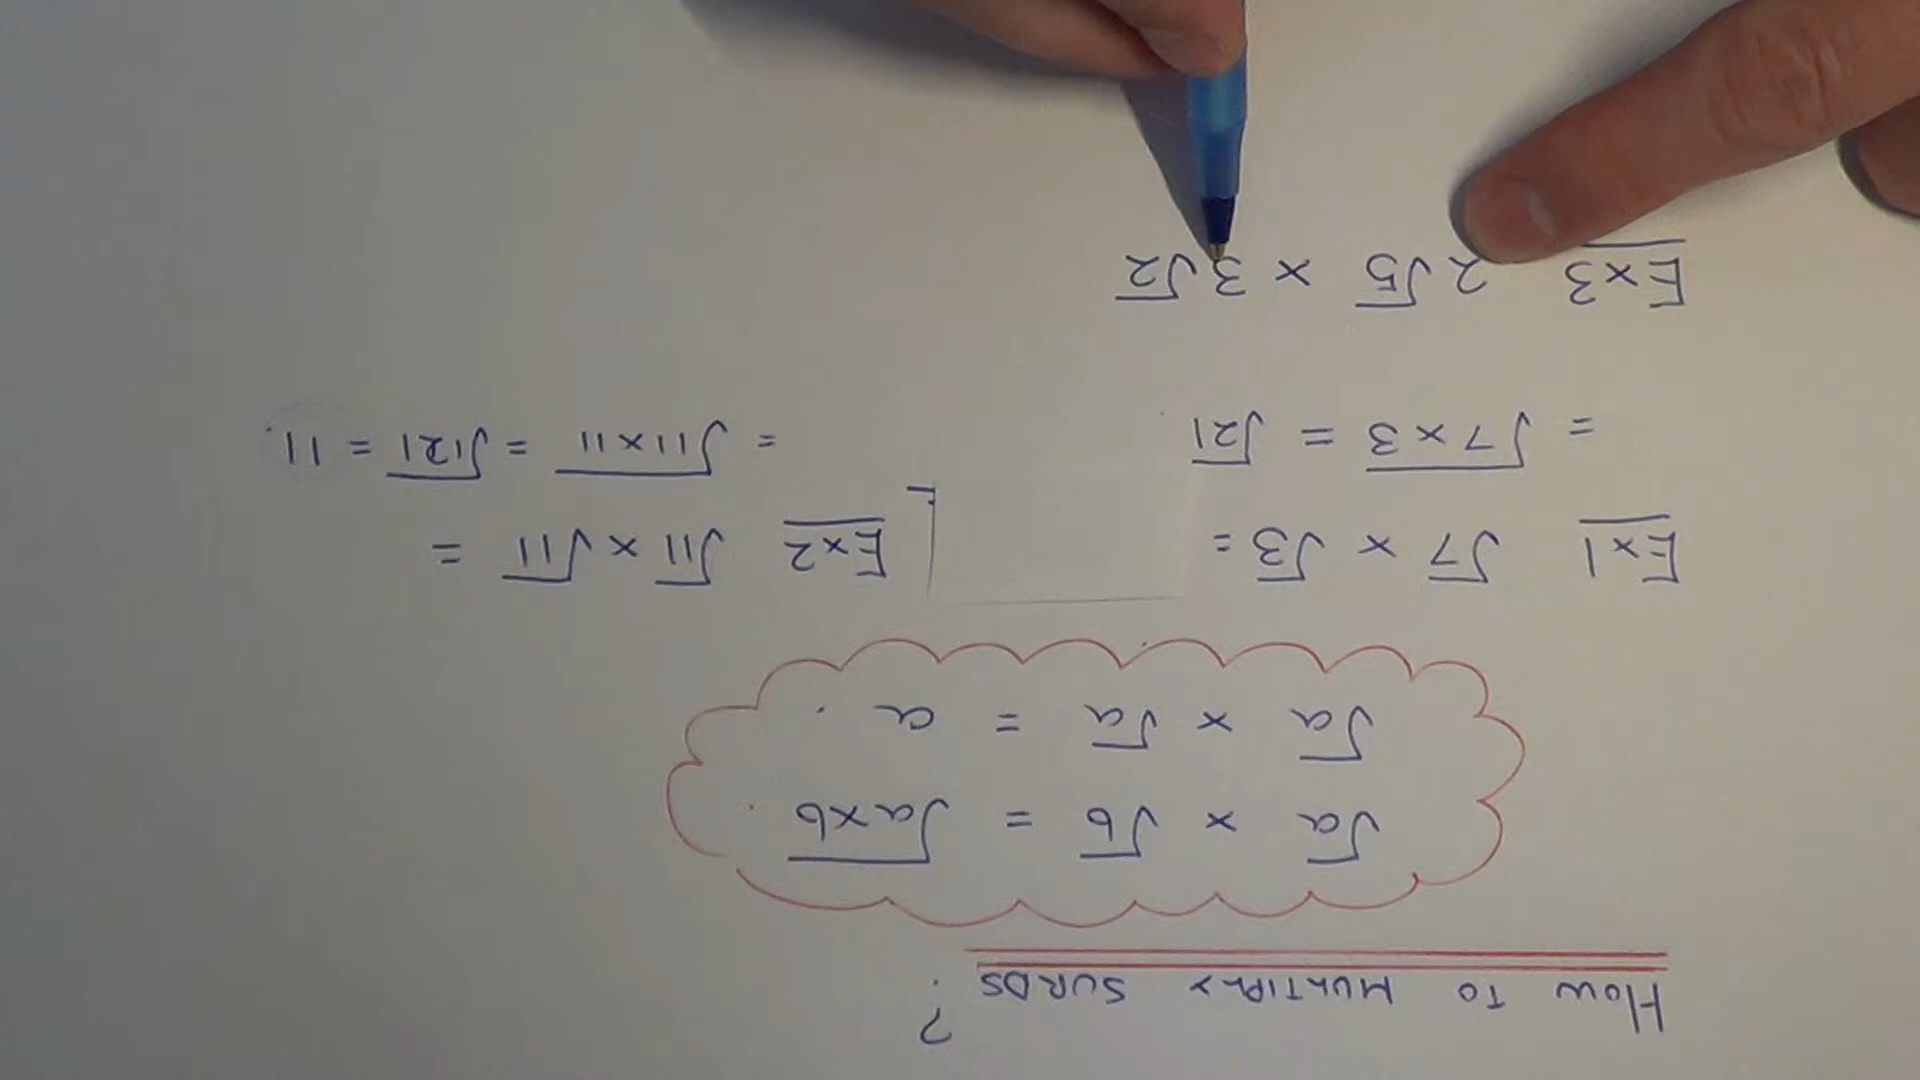 HOW TO MULTIPLY SURDS ?
√a × √b = √a×b .
√a × √a = a .
Ex1 √7 × √3 =
= √7×3 = √21
Ex2 √11 × √11 =
= √11×11 = √121 = 11.
Ex3 2√5 × 3√2